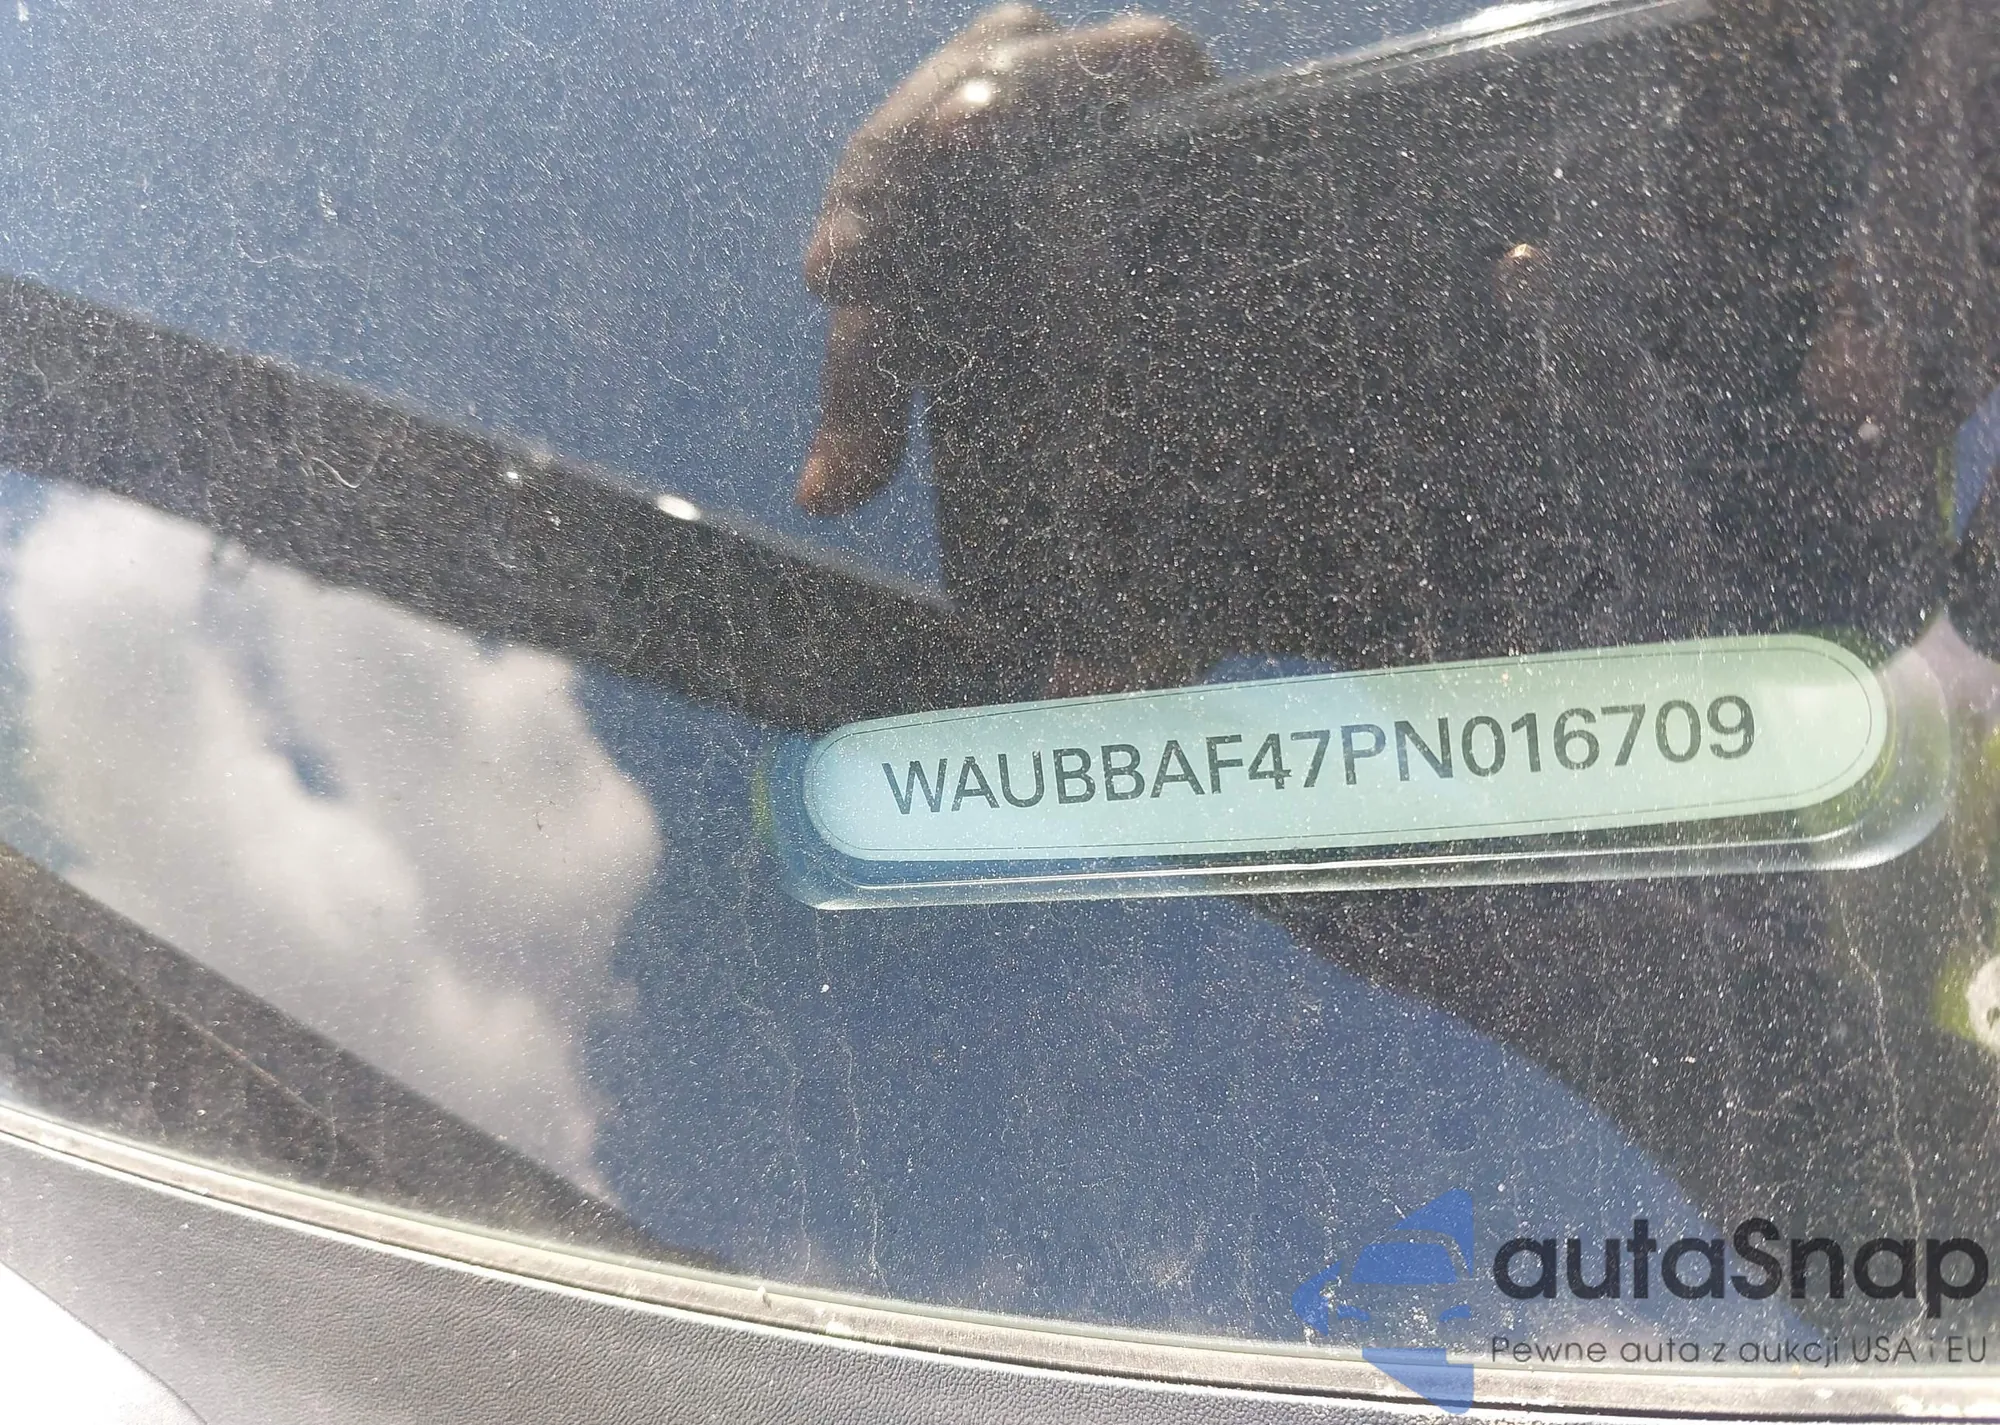 WAUBBAF47PN016709
autaSnap
Pewne auta z aukcji USA i EU